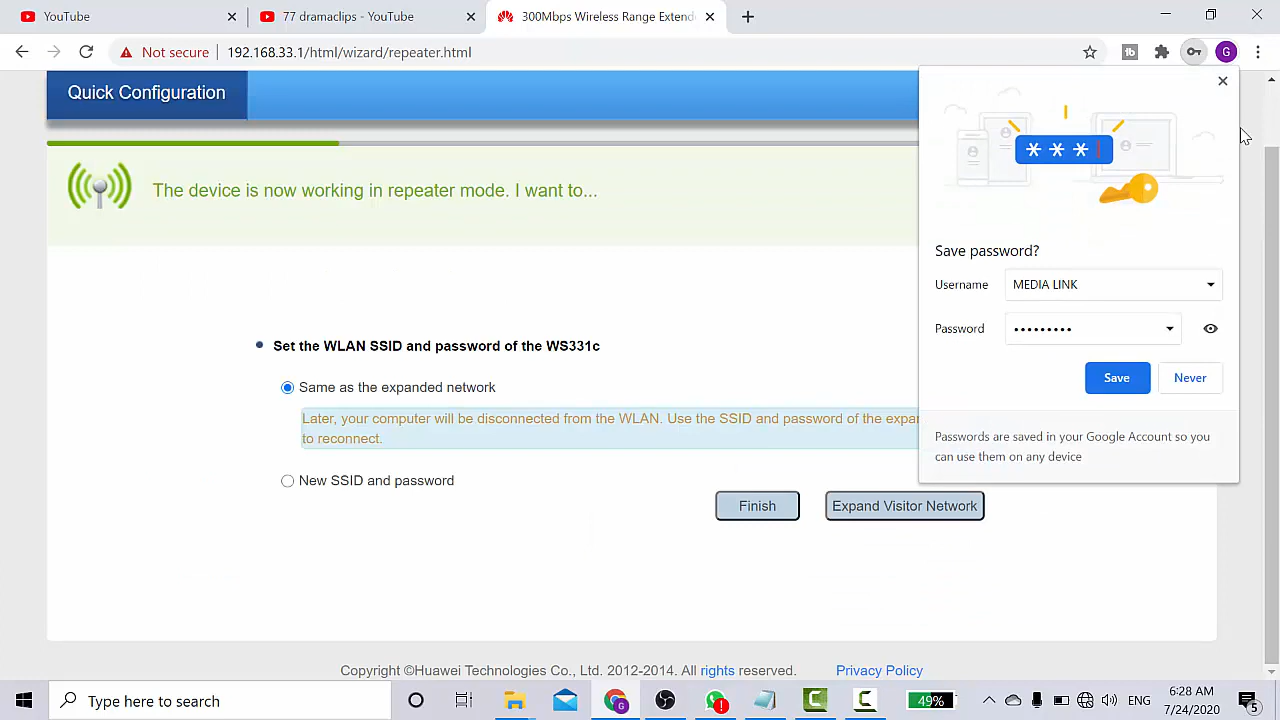 YouTube
77 dramaclips - YouTube
300Mbps Wireless Range Extend
Not secure
192.168.33.1/html/wizard/repeater.html
G
Quick Configuration
The device is now working in repeater mode. I want to...
Set the WLAN SSID and password of the WS331c
Same as the expanded network
Later, your computer will be disconnected from the WLAN. Use the SSID and password of the expan
to reconnect.
New SSID and password
Finish
Expand Visitor Network
* * *
Save password?
Username
MEDIA LINK
Password
•••••••••
Save
Never
Passwords are saved in your Google Account so you
can use them on any device
Copyright ©Huawei Technologies Co., Ltd. 2012-2014. All rights reserved.
Privacy Policy
Type here to search
49%
ENG
6:28 AM
7/24/2020
5